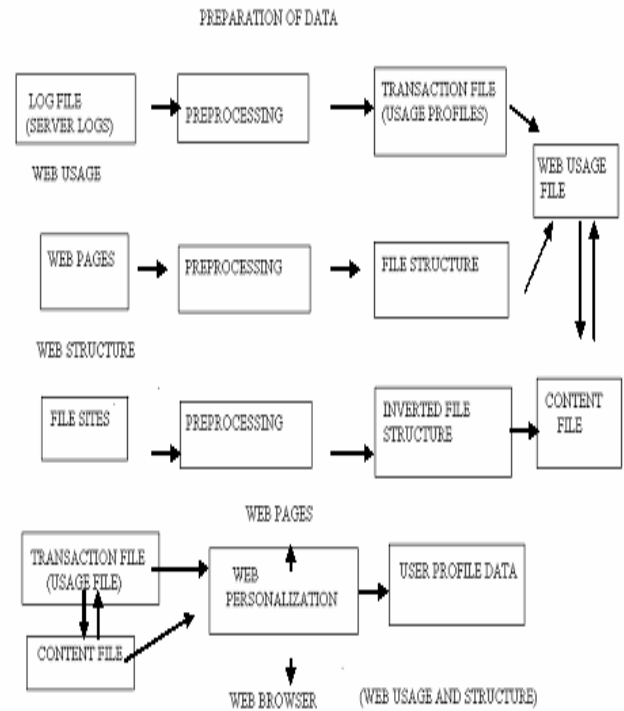 PREPARATION OF DATA
LOG FILE
(SERVER LOGS)
PREPROCESSING
TRANSACTION FILE
(USAGE PROFILES)
WEB USAGE
FILE
WEB USAGE
WEB PAGES
PREPROCESSING
FILE STRUCTURE
WEB STRUCTURE
FILE SITES
PREPROCESSING
INVERTED FILE
STRUCTURE
CONTENT
FILE
WEB PAGES
TRANSACTION FILE
(USAGE FILE)
WEB
PERSONALIZATION
USER PROFILE DATA
CONTENT FILE
WEB BROWSER
(WEB USAGE AND STRUCTURE)